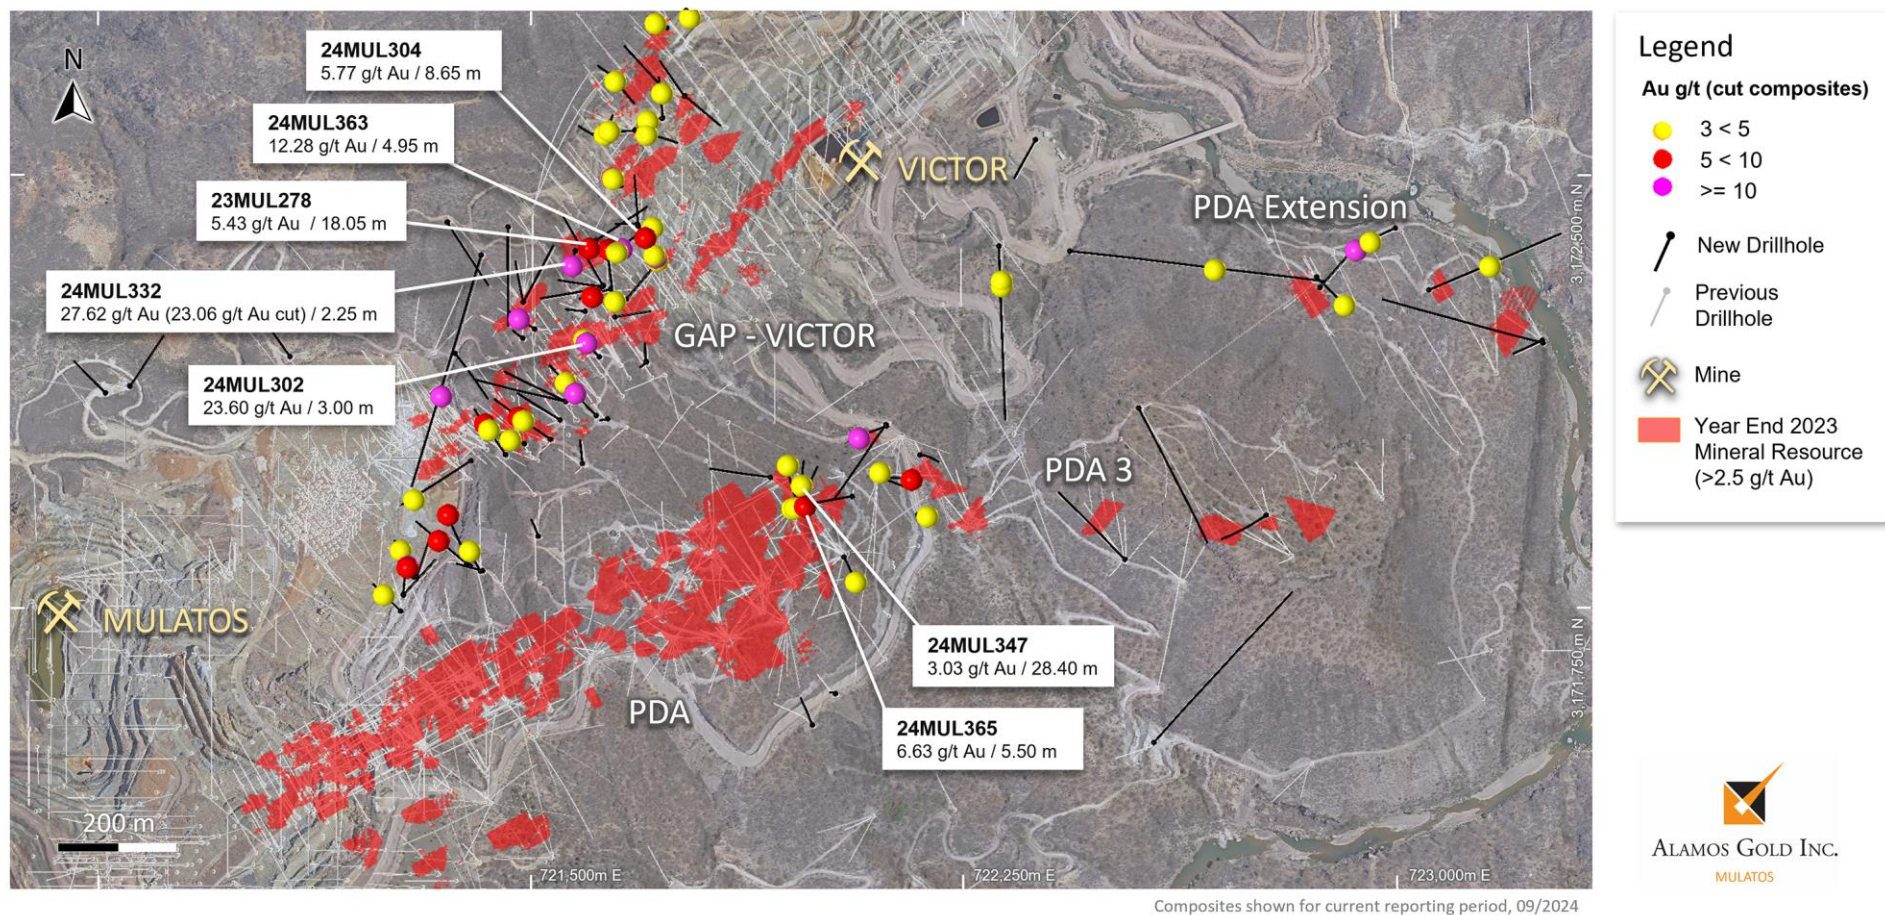 N
24MUL304
5.77 g/t Au / 8.65 m
24MUL363
12.28 g/t Au / 4.95 m
23MUL278
5.43 g/t Au / 18.05 m
24MUL332
27.62 g/t Au (23.06 g/t Au cut) / 2.25 m
24MUL302
23.60 g/t Au / 3.00 m
VICTOR
PDA Extension
GAP - VICTOR
PDA 3
MULATOS
PDA
24MUL347
3.03 g/t Au / 28.40 m
24MUL365
6.63 g/t Au / 5.50 m
3,172,500 m N
3,171,750 m N
200 m
721,500m E
722,250m E
723,000m E
Legend
Au g/t (cut composites)
3 < 5
5 < 10
>= 10
New Drillhole
Previous
Drillhole
Mine
Year End 2023
Mineral Resource
(>2.5 g/t Au)
ALAMOS GOLD INC.
MULATOS
Composites shown for current reporting period, 09/2024